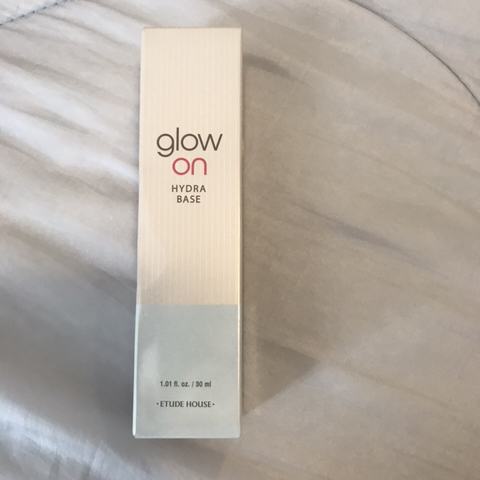 glow
on
HYDRA
BASE
1.01 fl. oz. / 30 ml
·ETUDE HOUSE·